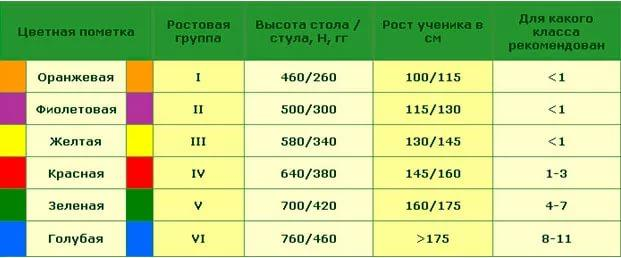 Цветная пометка Ростовая группа Высота стола / стула, Н, гг Рост ученика в см Для какого класса рекомендован
Оранжевая I 460/260 100/115 <1
Фиолетовая II 500/300 115/130 <1
Желтая III 580/340 130/145 <1
Красная IV 640/380 145/160 1-3
Зеленая V 700/420 160/175 4-7
Голубая VI 760/460 >175 8-11